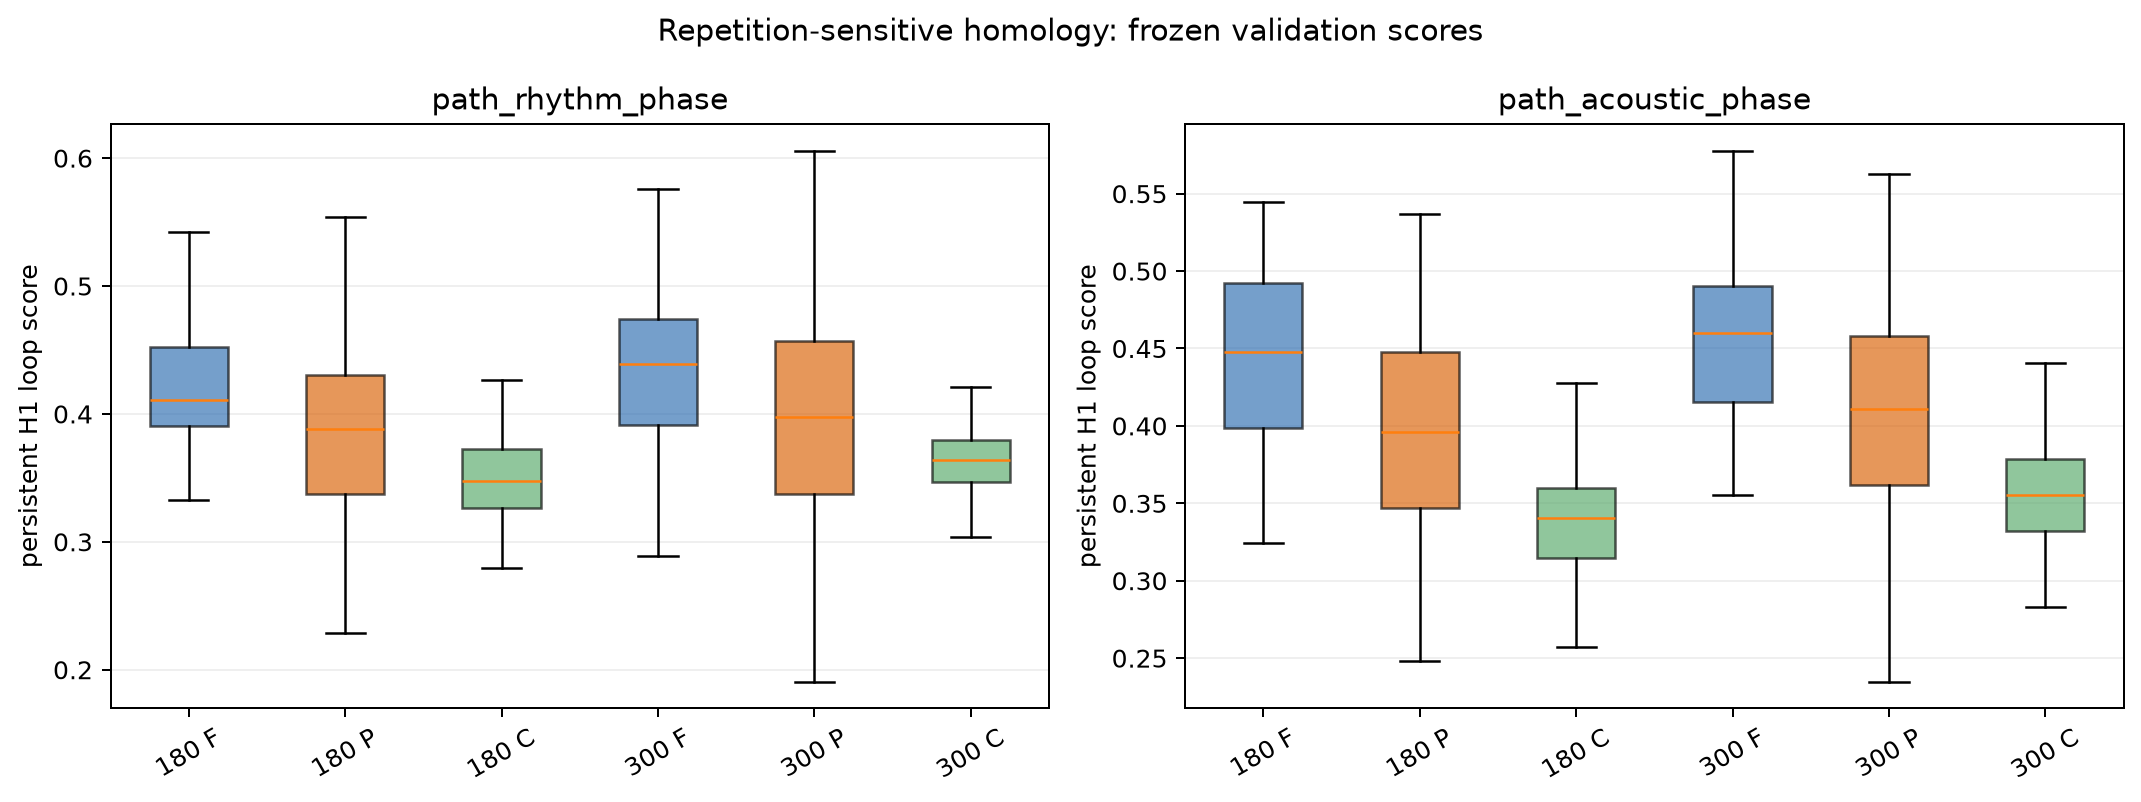 Repetition-sensitive homology: frozen validation scores
path_rhythm_phase
persistent H1 loop score
0.6
0.5
0.4
0.3
0.2
180 F
180 P
180 C
300 F
300 P
300 C
path_acoustic_phase
persistent H1 loop score
0.55
0.50
0.45
0.40
0.35
0.30
0.25
180 F
180 P
180 C
300 F
300 P
300 C